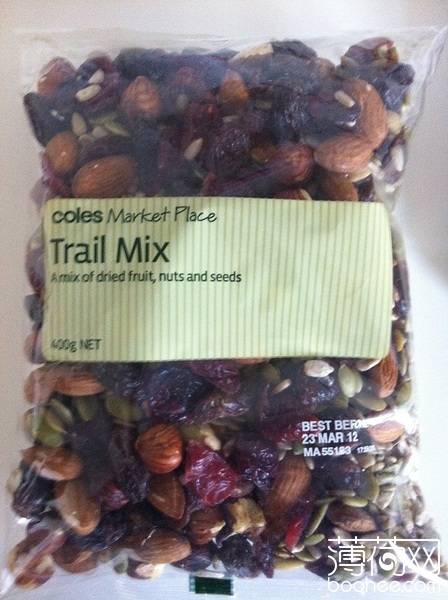 coles Market Place
Trail Mix
A mix of dried fruit, nuts and seeds
400g NET
BEST BEFORE
23 MAR 12
MA 55183
薄荷网
boohee.com